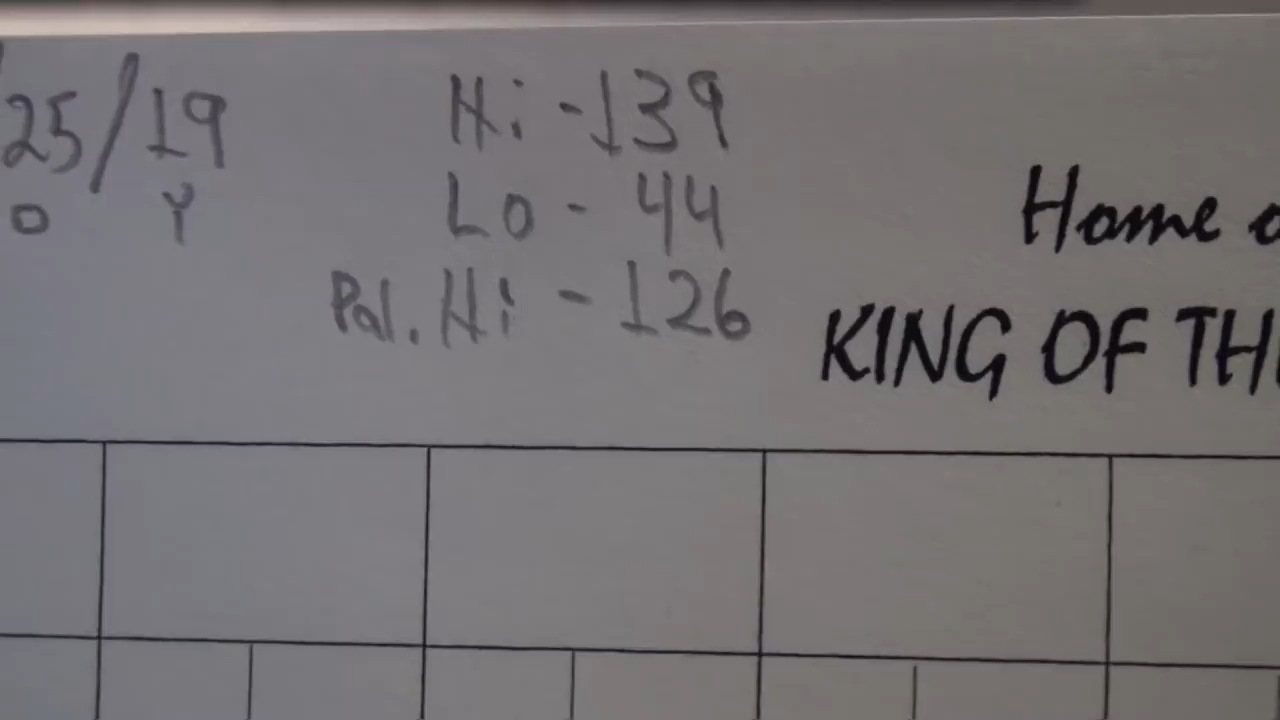 /25/19
D Y
Hi - 139
Lo - 44
Pal. Hi - 126
Home o
KING OF TH